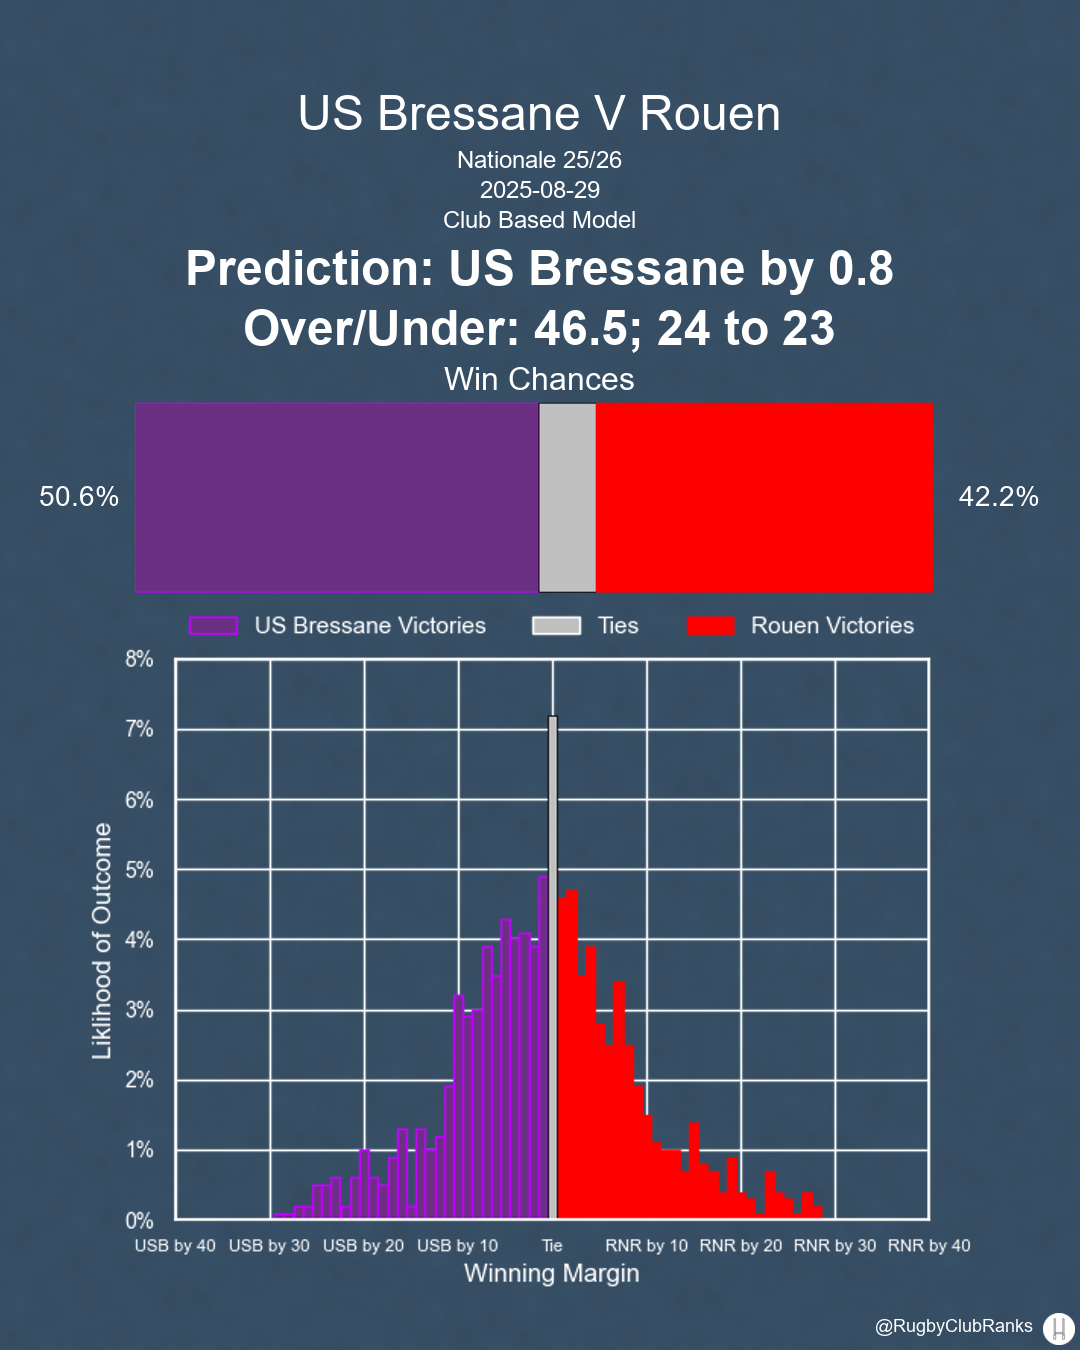 US Bressane V Rouen
Nationale 25/26
2025-08-29
Club Based Model
Prediction: US Bressane by 0.8
Over/Under: 46.5; 24 to 23
Win Chances
50.6%
42.2%
US Bressane Victories
Ties
Rouen Victories
8%
7%
6%
5%
4%
3%
2%
1%
0%
Liklihood of Outcome
USB by 40
USB by 30
USB by 20
USB by 10
Tie
RNR by 10
RNR by 20
RNR by 30
RNR by 40
Winning Margin
@RugbyClubRanks